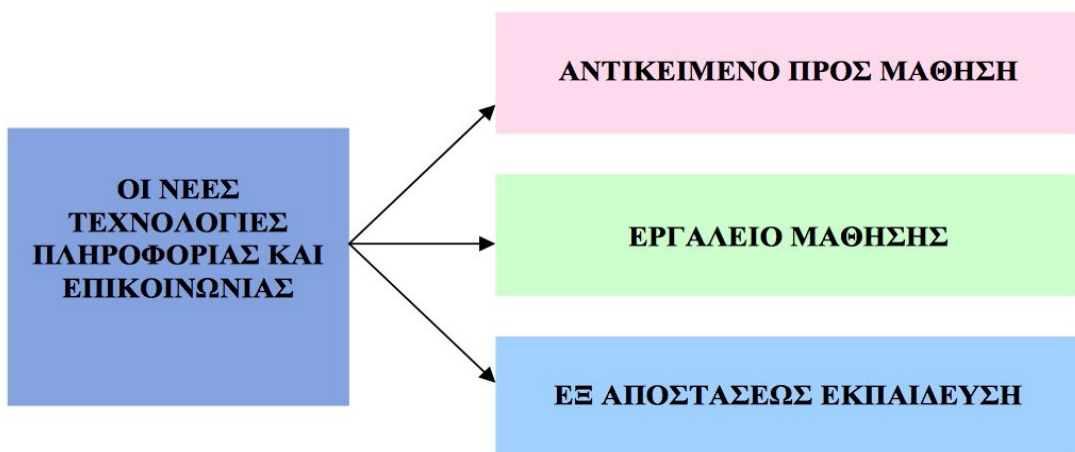 ΟΙ ΝΕΕΣ
ΤΕΧΝΟΛΟΓΙΕΣ
ΠΛΗΡΟΦΟΡΙΑΣ ΚΑΙ
ΕΠΙΚΟΙΝΩΝΙΑΣ
ΑΝΤΙΚΕΙΜΕΝΟ ΠΡΟΣ ΜΑΘΗΣΗ
ΕΡΓΑΛΕΙΟ ΜΑΘΗΣΗΣ
ΕΞ ΑΠΟΣΤΑΣΕΩΣ ΕΚΠΑΙΔΕΥΣΗ